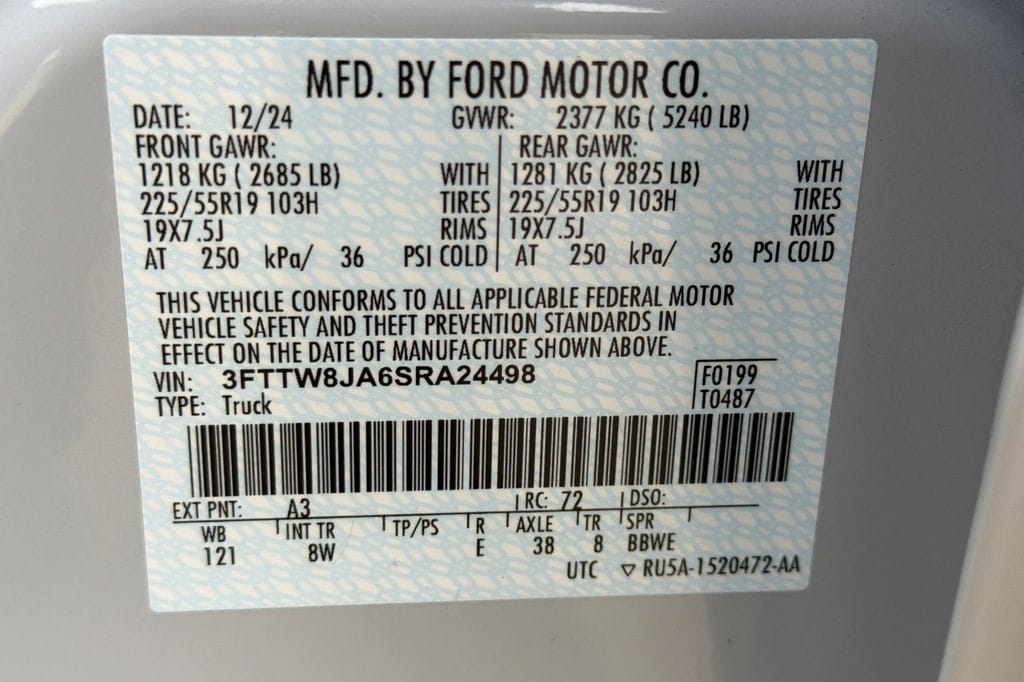 MFD. BY FORD MOTOR CO.
DATE: 12/24 GVWR: 2377 KG ( 5240 LB)
FRONT GAWR: REAR GAWR:
1218 KG ( 2685 LB) WITH 1281 KG ( 2825 LB) WITH
225/55R19 103H TIRES 225/55R19 103H TIRES
19X7.5J RIMS 19X7.5J RIMS
AT 250 kPa/ 36 PSI COLD AT 250 kPa/ 36 PSI COLD
THIS VEHICLE CONFORMS TO ALL APPLICABLE FEDERAL MOTOR
VEHICLE SAFETY AND THEFT PREVENTION STANDARDS IN
EFFECT ON THE DATE OF MANUFACTURE SHOWN ABOVE.
VIN: 3FTTW8JA6SRA24498 F0199
TYPE: Truck T0487
EXT PNT: A3 RC: 72 DSO:
WB INT TR TP/PS R AXLE TR SPR
121 8W E 38 8 BBWE
UTC ▽ RU5A-1520472-AA